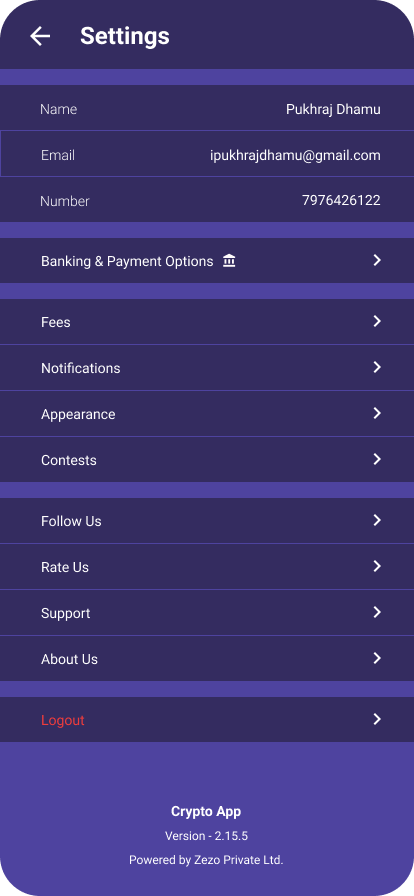 Settings
Name Pukhraj Dhamu
Email ipukhrajdhamu@gmail.com
Number 7976426122
Banking & Payment Options
Fees
Notifications
Appearance
Contests
Follow Us
Rate Us
Support
About Us
Logout
Crypto App
Version - 2.15.5
Powered by Zezo Private Ltd.